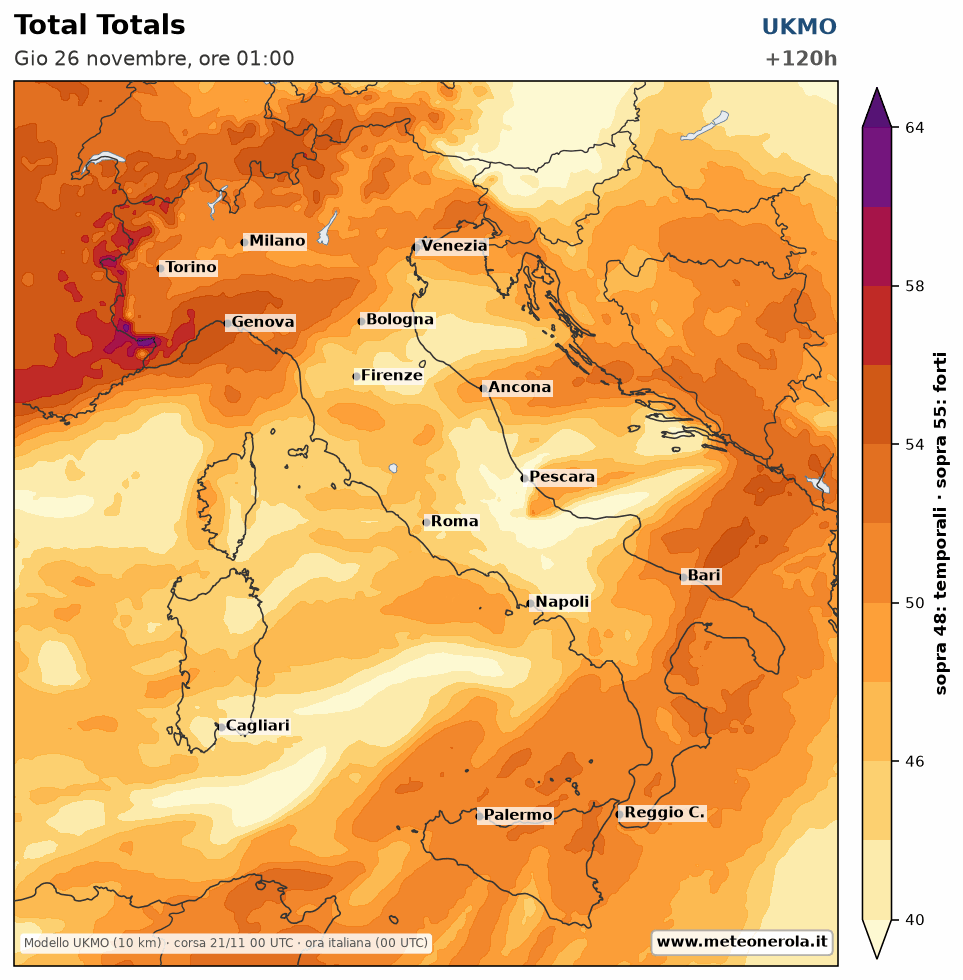 Total Totals
UKMO
Gio 26 novembre, ore 01:00
+120h
64
Milano
Venezia
Torino
58
Genova
Bologna
Firenze
Ancona
54
sopra 48: temporali · sopra 55: forti
Pescara
Roma
Bari
50
Napoli
Cagliari
46
Palermo
Reggio C.
40
Modello UKMO (10 km) · corsa 21/11 00 UTC · ora italiana (00 UTC)
www.meteonerola.it